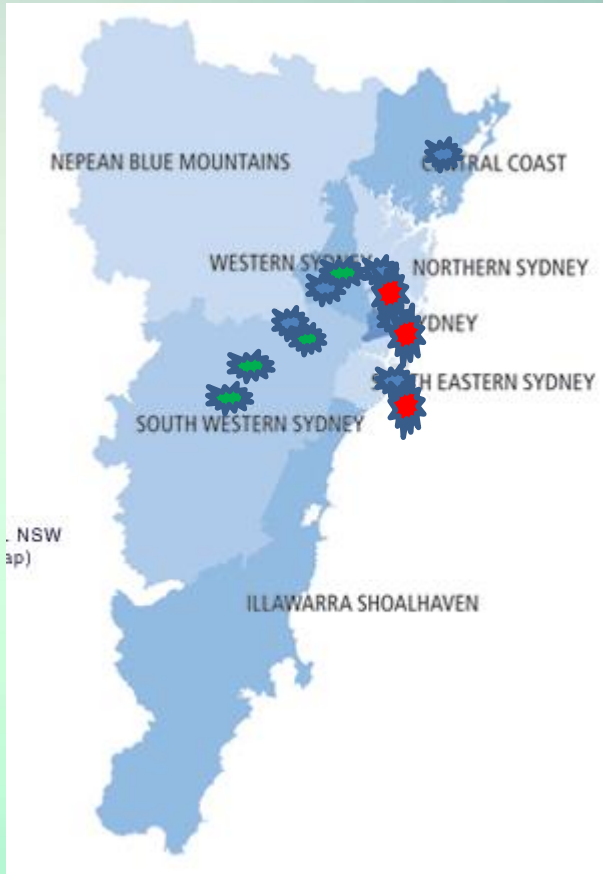 NEPEAN BLUE MOUNTAINS
CENTRAL COAST
WESTERN SYDNEY
NORTHERN SYDNEY
SYDNEY
SOUTH EASTERN SYDNEY
SOUTH WESTERN SYDNEY
NSW
ap)
ILLAWARRA SHOALHAVEN